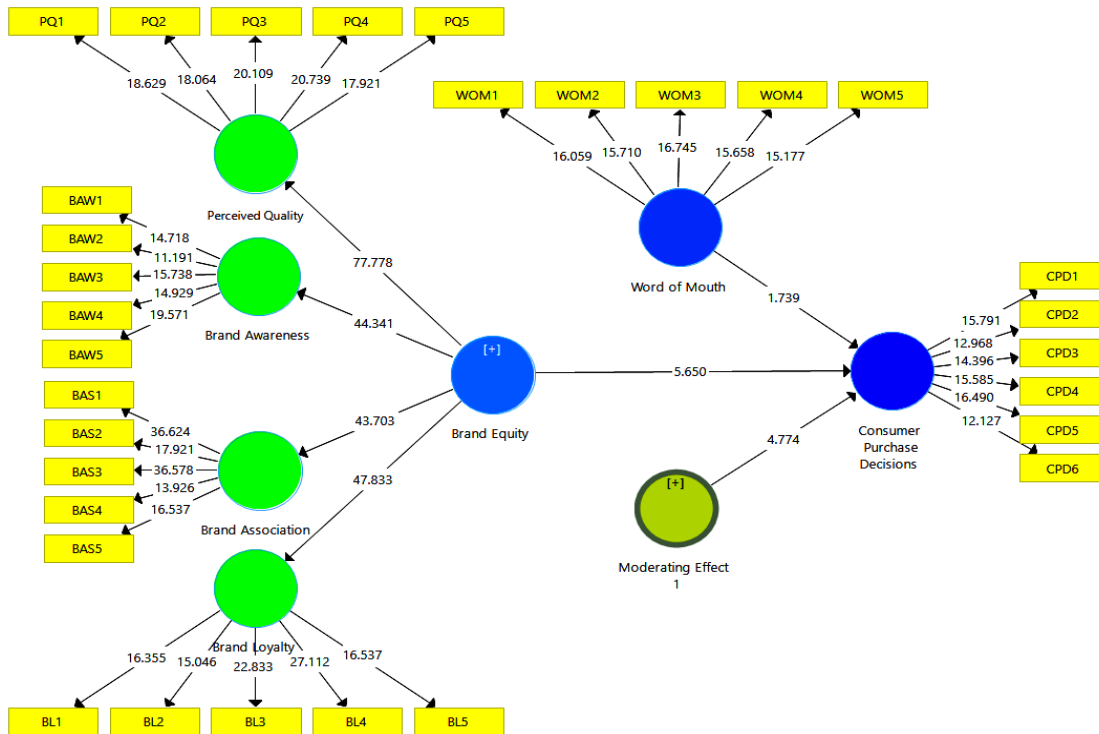 PQ1 PQ2 PQ3 PQ4 PQ5
18.629 18.064 20.109 20.739 17.921
Perceived Quality
WOM1 WOM2 WOM3 WOM4 WOM5
16.059 15.710 16.745 15.658 15.177
Word of Mouth
BAW1
BAW2
BAW3
BAW4
BAW5
14.718
11.191
15.738
14.929
19.571
Brand Awareness
77.778
44.341
43.703
47.833
[+]
Brand Equity
1.739
5.650
4.774
[+]
Moderating Effect
1
Consumer
Purchase
Decisions
15.791
12.968
14.396
15.585
16.490
12.127
CPD1
CPD2
CPD3
CPD4
CPD5
CPD6
BAS1
BAS2
BAS3
BAS4
BAS5
36.624
17.921
36.578
13.926
16.537
Brand Association
Brand Loyalty
16.355 15.046 22.833 27.112 16.537
BL1 BL2 BL3 BL4 BL5